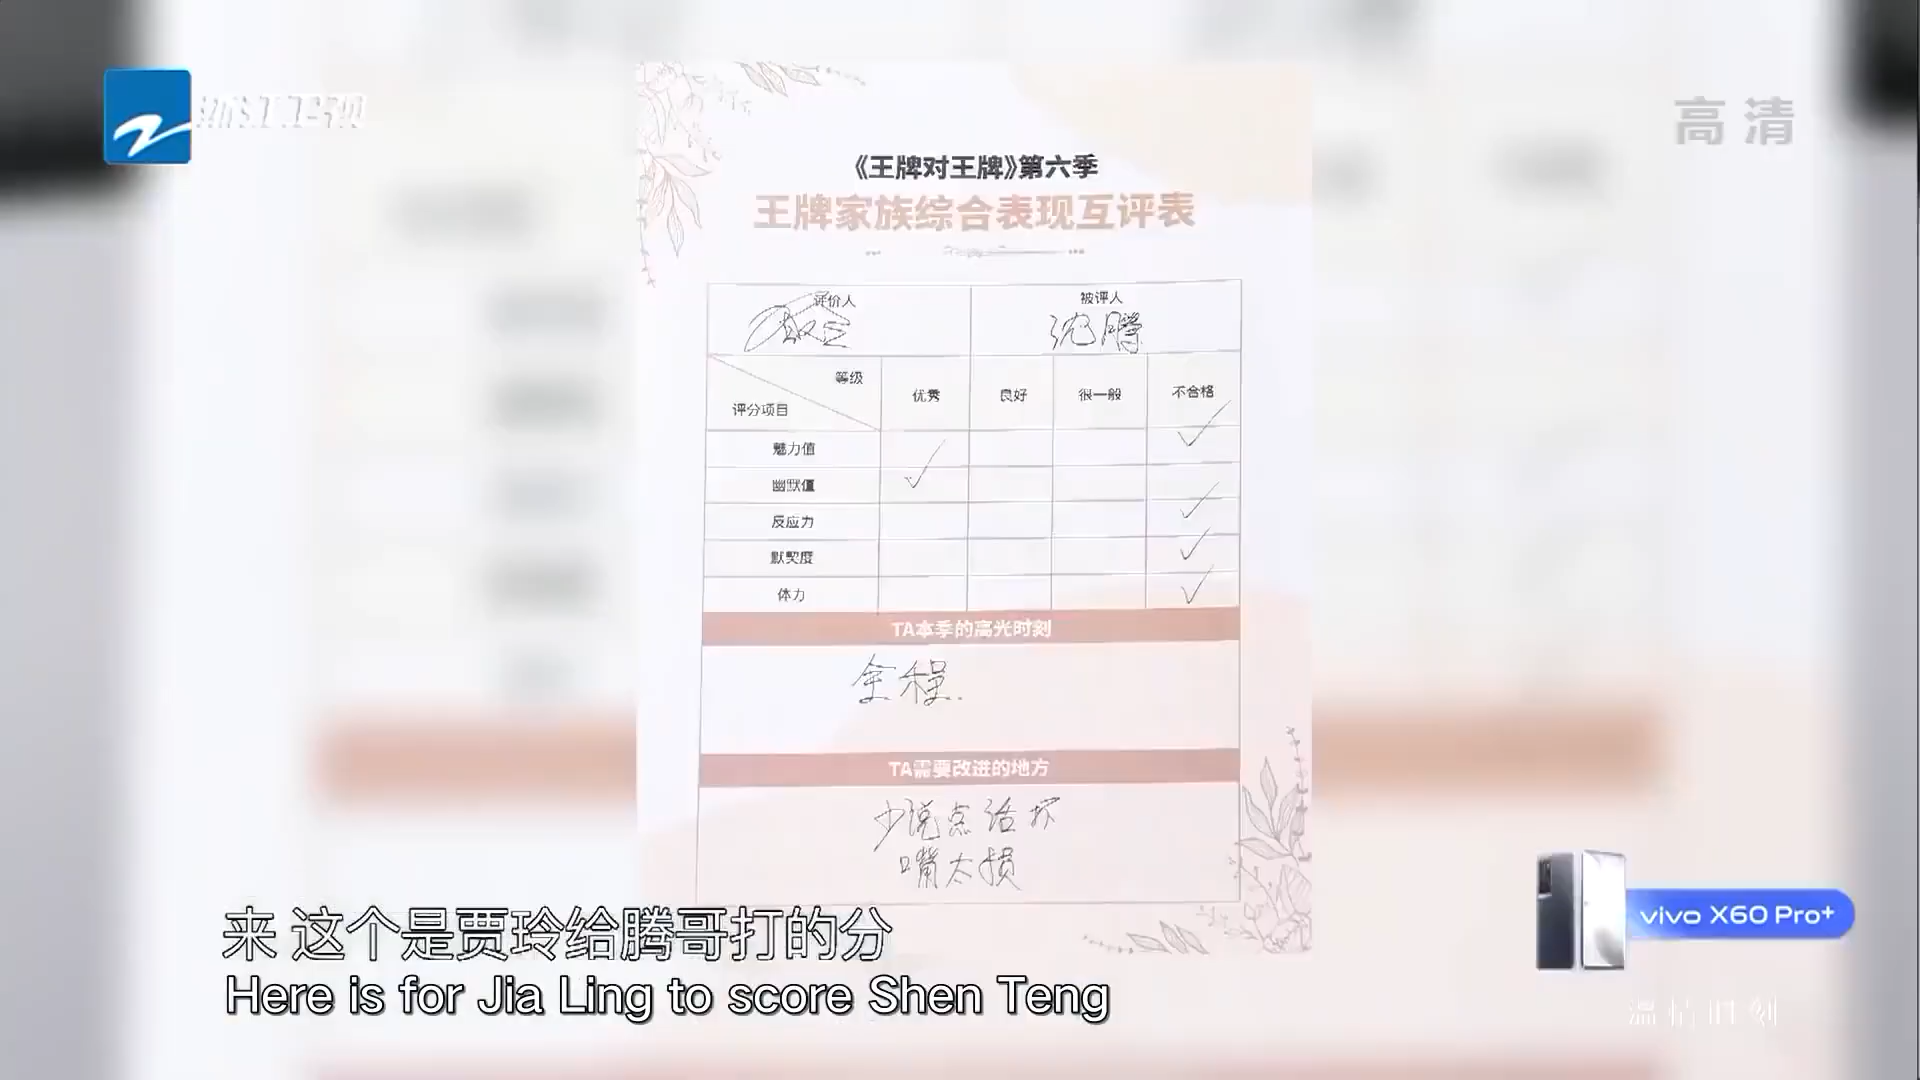 浙江卫视
高清
《王牌对王牌》第六季
王牌家族综合表现互评表
评价人
被评人
沈腾
等级
评分项目
优秀
良好
很一般
不合格
魅力值
✓
幽默值
✓
反应力
✓
默契度
✓
体力
✓
TA本季的高光时刻
全程.
TA需要改进的地方
少说点话
嘴太损
来 这个是贾玲给腾哥打的分
Here is for Jia Ling to score Shen Teng
vivo X60 Pro+
温情时刻